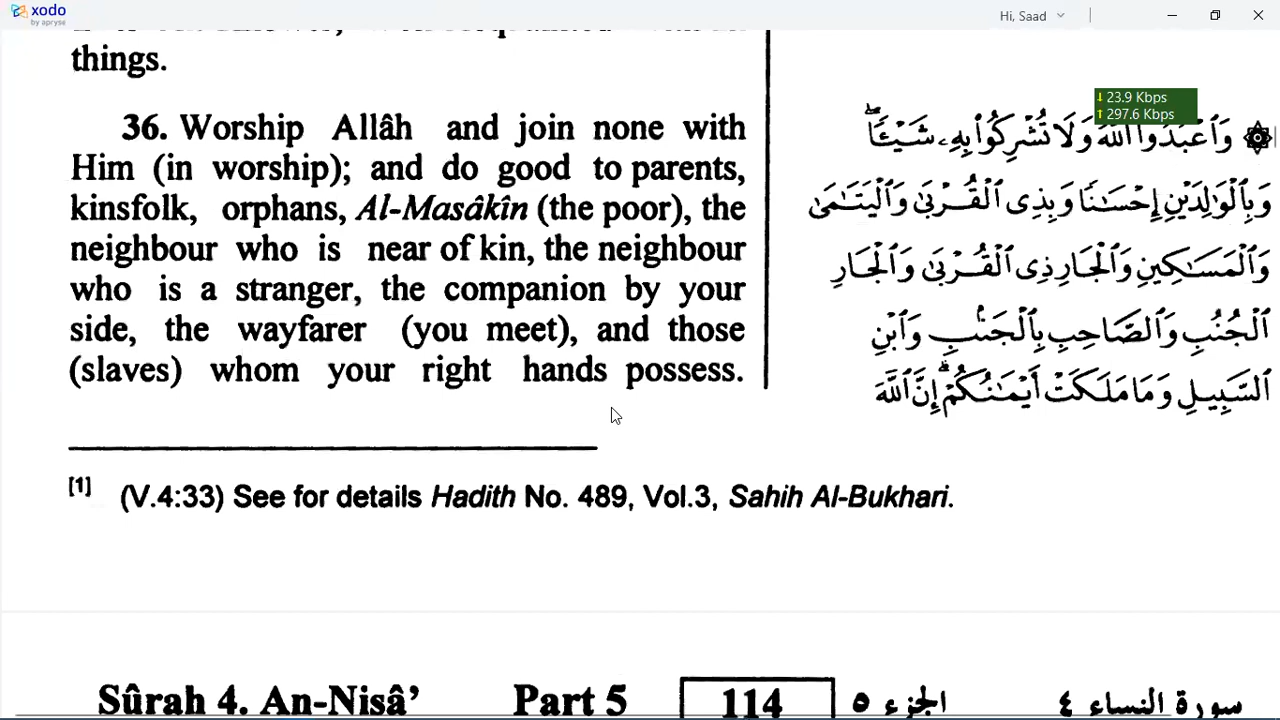 xodo
by apryse
Hi, Saad
things.
23.9 Kbps
297.6 Kbps
36. Worship Allâh and join none with
Him (in worship); and do good to parents,
kinsfolk, orphans, Al-Masâkîn (the poor), the
neighbour who is near of kin, the neighbour
who is a stranger, the companion by your
side, the wayfarer (you meet), and those
(slaves) whom your right hands possess.
۞ وَٱعْبُدُوا۟ ٱللَّهَ وَلَا تُشْرِكُوا۟ بِهِۦ شَيْـًٔا ۖ
وَبِٱلْوَٰلِدَيْنِ إِحْسَـٰنًا وَبِذِى ٱلْقُرْبَىٰ وَٱلْيَتَـٰمَىٰ
وَٱلْمَسَـٰكِينِ وَٱلْجَارِ ذِى ٱلْقُرْبَىٰ وَٱلْجَارِ
ٱلْجُنُبِ وَٱلصَّاحِبِ بِٱلْجَنۢبِ وَٱبْنِ
ٱلسَّبِيلِ وَمَا مَلَكَتْ أَيْمَـٰنُكُمْ ۗ إِنَّ ٱللَّهَ
[1] (V.4:33) See for details Hadith No. 489, Vol.3, Sahih Al-Bukhari.
Sûrah 4. An-Nisâ’ Part 5 114 الجزء ٥ سورة النساء ٤